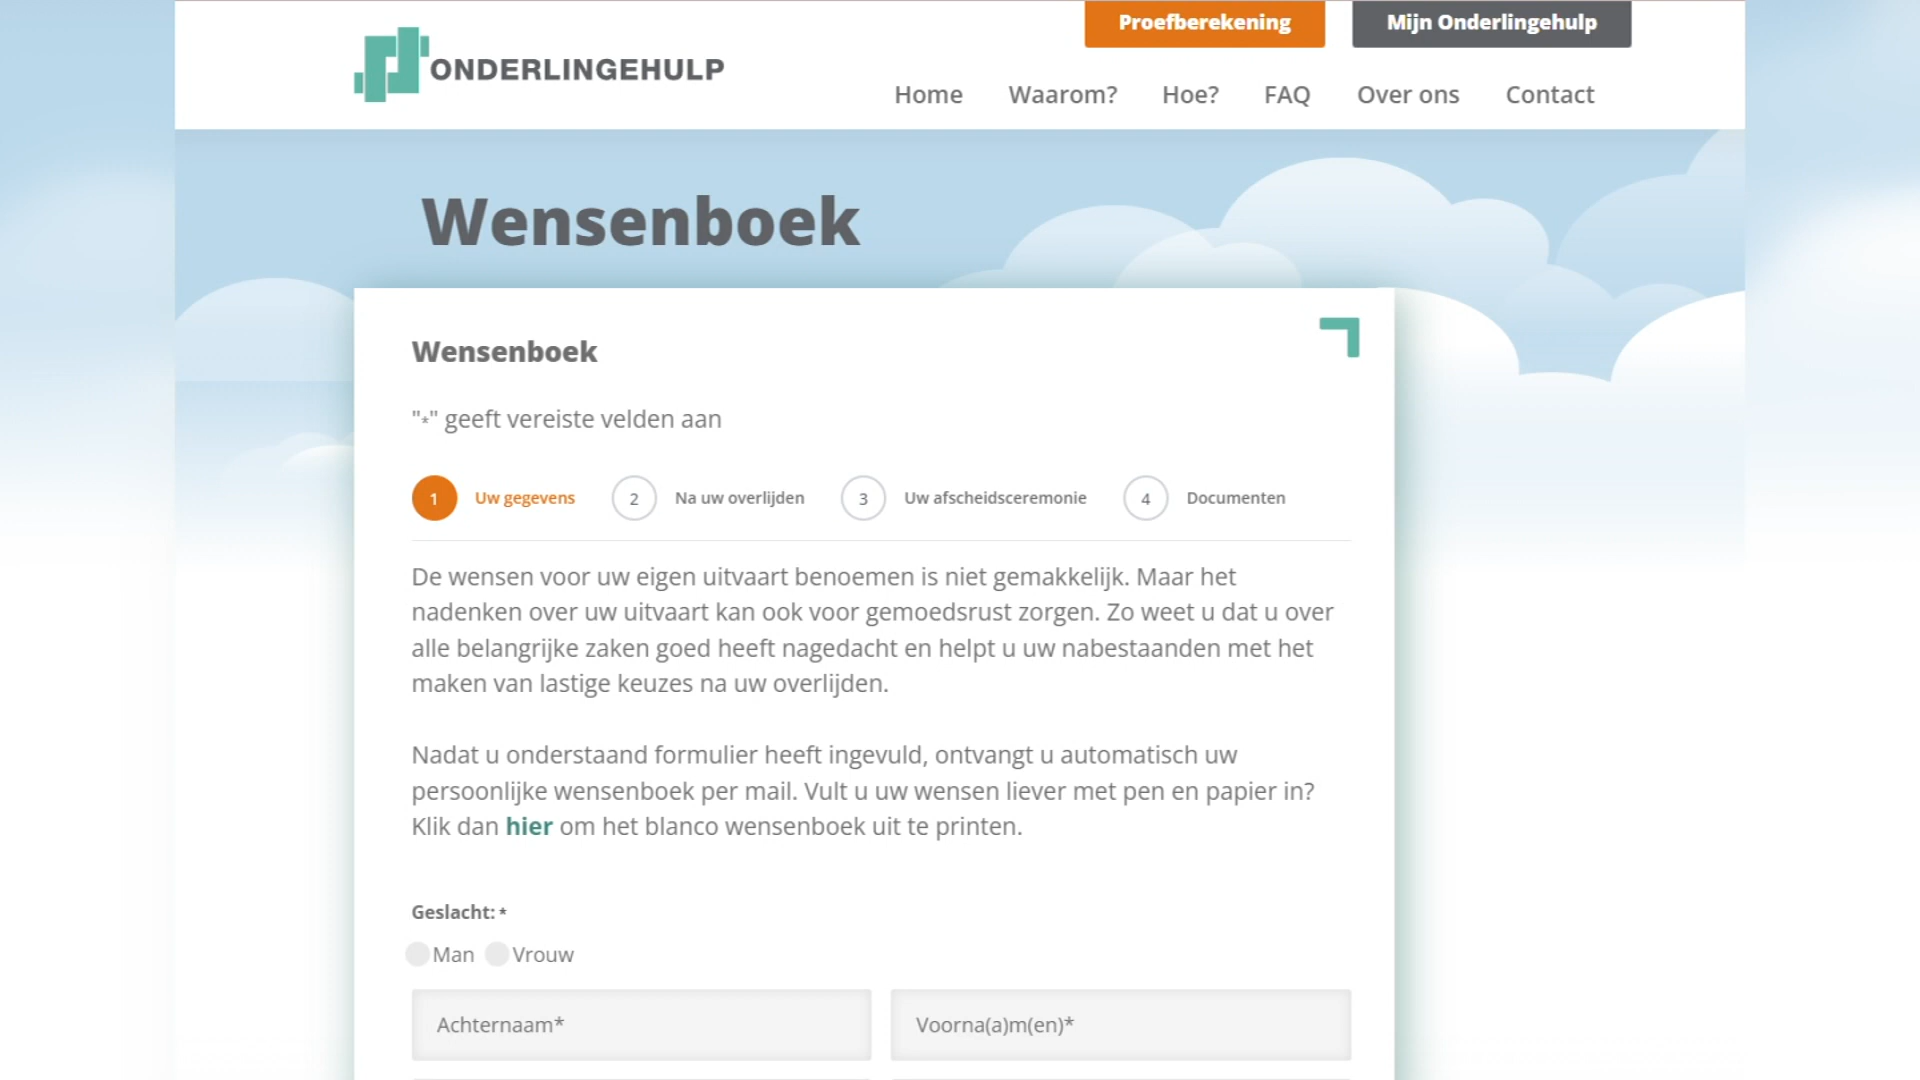 Proefberekening
Mijn Onderlingehulp
ONDERLINGEHULP
Home Waarom? Hoe? FAQ Over ons Contact
Wensenboek
Wensenboek
"*" geeft vereiste velden aan
1 Uw gegevens 2 Na uw overlijden 3 Uw afscheidsceremonie 4 Documenten
De wensen voor uw eigen uitvaart benoemen is niet gemakkelijk. Maar het
nadenken over uw uitvaart kan ook voor gemoedsrust zorgen. Zo weet u dat u over
alle belangrijke zaken goed heeft nagedacht en helpt u uw nabestaanden met het
maken van lastige keuzes na uw overlijden.
Nadat u onderstaand formulier heeft ingevuld, ontvangt u automatisch uw
persoonlijke wensenboek per mail. Vult u uw wensen liever met pen en papier in?
Klik dan hier om het blanco wensenboek uit te printen.
Geslacht: *
Man Vrouw
Achternaam* Voorna(a)m(en)*